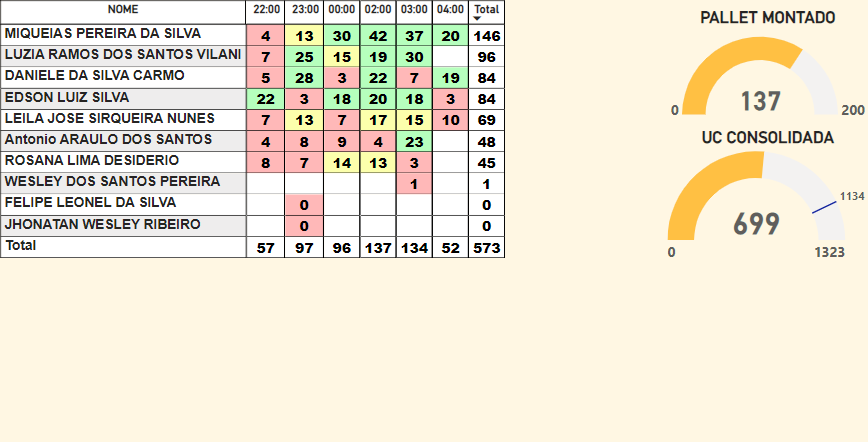 NOME 22:00 23:00 00:00 02:00 03:00 04:00 Total
MIQUEIAS PEREIRA DA SILVA 4 13 30 42 37 20 146
LUZIA RAMOS DOS SANTOS VILANI 7 25 15 19 30 96
DANIELE DA SILVA CARMO 5 28 3 22 7 19 84
EDSON LUIZ SILVA 22 3 18 20 18 3 84
LEILA JOSE SIRQUEIRA NUNES 7 13 7 17 15 10 69
Antonio ARAULO DOS SANTOS 4 8 9 4 23 48
ROSANA LIMA DESIDERIO 8 7 14 13 3 45
WESLEY DOS SANTOS PEREIRA 1 1
FELIPE LEONEL DA SILVA 0 0
JHONATAN WESLEY RIBEIRO 0 0
Total 57 97 96 137 134 52 573
PALLET MONTADO
137
0 200
UC CONSOLIDADA
1134
699
0 1323